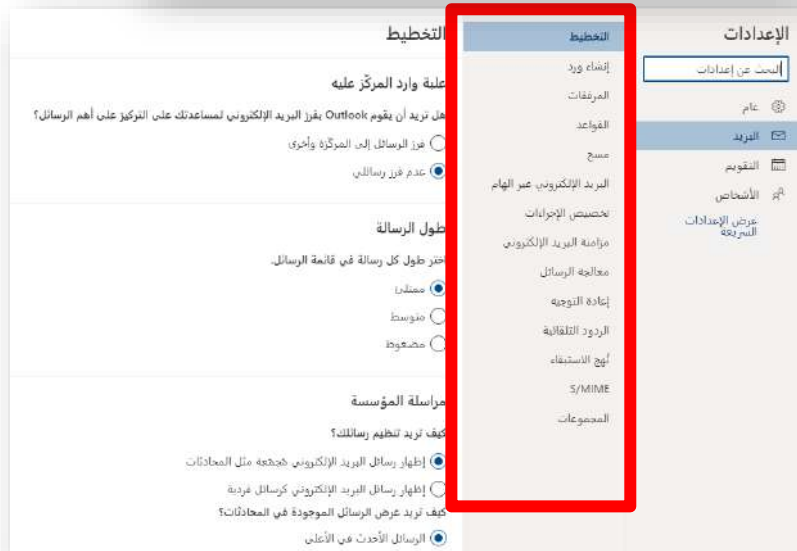 الإعدادات
البحث عن إعدادات
عام
البريد
التقويم
الأشخاص
عرض الإعدادات
السريعة
التخطيط
إنشاء ورد
المرفقات
القواعد
مسح
البريد الإلكتروني غير الهام
تخصيص الإجراءات
مزامنة البريد الإلكتروني
معالجة الرسائل
إعادة التوجيه
الردود التلقائية
نُهج الاستبقاء
S/MIME
المجموعات
التخطيط
علبة وارد المركّز عليه
هل تريد أن يقوم Outlook بفرز البريد الإلكتروني لمساعدتك على التركيز على أهم الرسائل؟
فرز الرسائل إلى المركّزة وأخرى
عدم فرز رسائلي
طول الرسالة
اختر طول كل رسالة في قائمة الرسائل.
ممتلئ
متوسط
مضغوط
مراسلة المؤسسة
كيف تريد تنظيم رسائلك؟
إظهار رسائل البريد الإلكتروني مُجمّعة مثل المحادثات
إظهار رسائل البريد الإلكتروني كرسائل فردية
كيف تريد عرض الرسائل الموجودة في المحادثات؟
الرسائل الأحدث في الأعلى